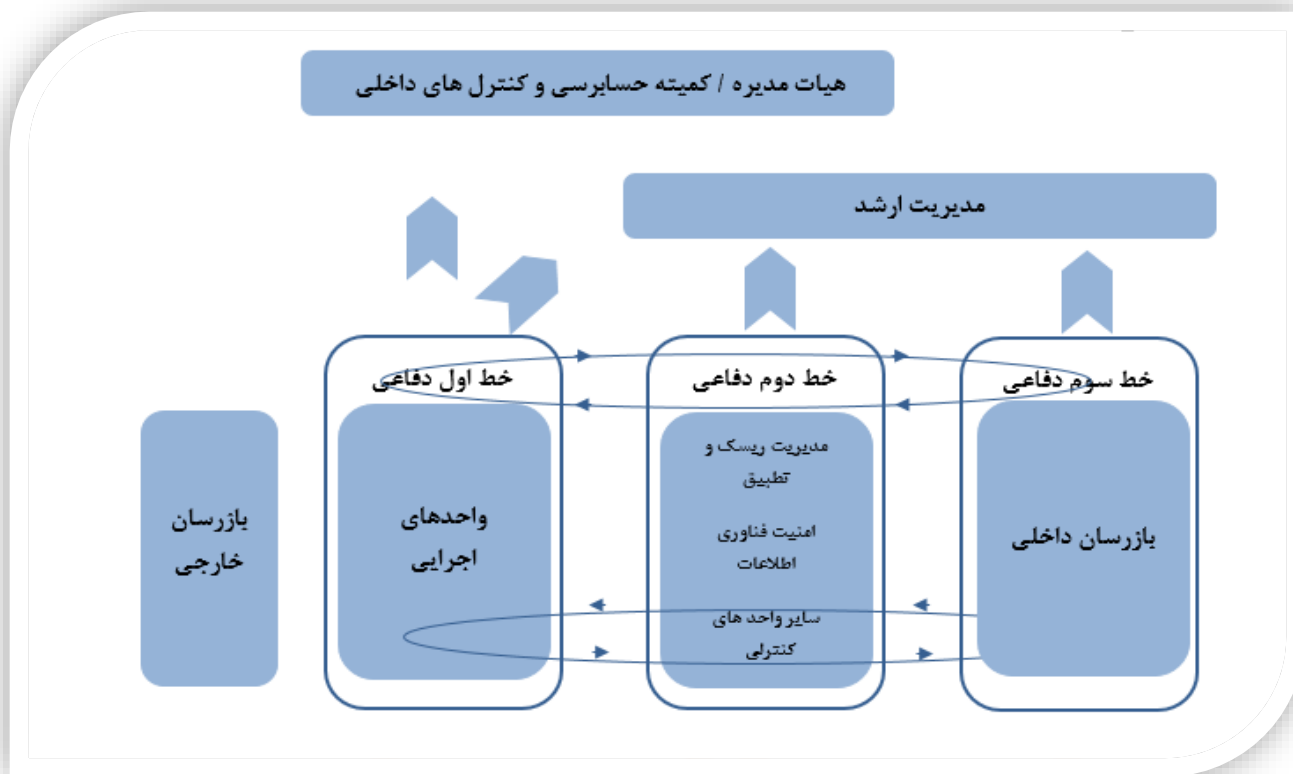 هیات مدیره / کمیته حسابرسی و کنترل های داخلی
مدیریت ارشد
خط سوم دفاعی
خط دوم دفاعی
خط اول دفاعی
بازرسان داخلی
مدیریت ریسک و
تطبیق
امنیت فناوری
اطلاعات
سایر واحد های
کنترلی
واحدهای
اجرایی
بازرسان
خارجی